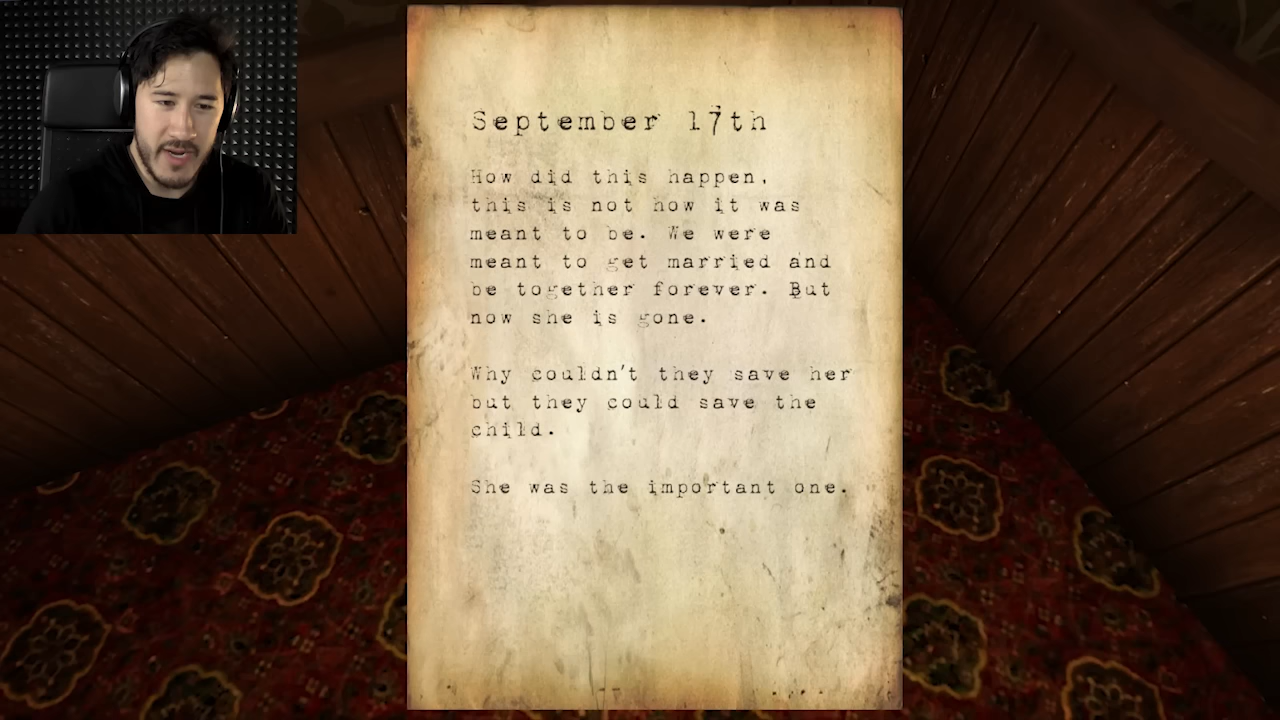 September 17th
How did this happen,
this is not how it was
meant to be. We were
meant to get married and
be together forever. But
now she is gone.
Why couldn't they save her
but they could save the
child.
She was the important one.